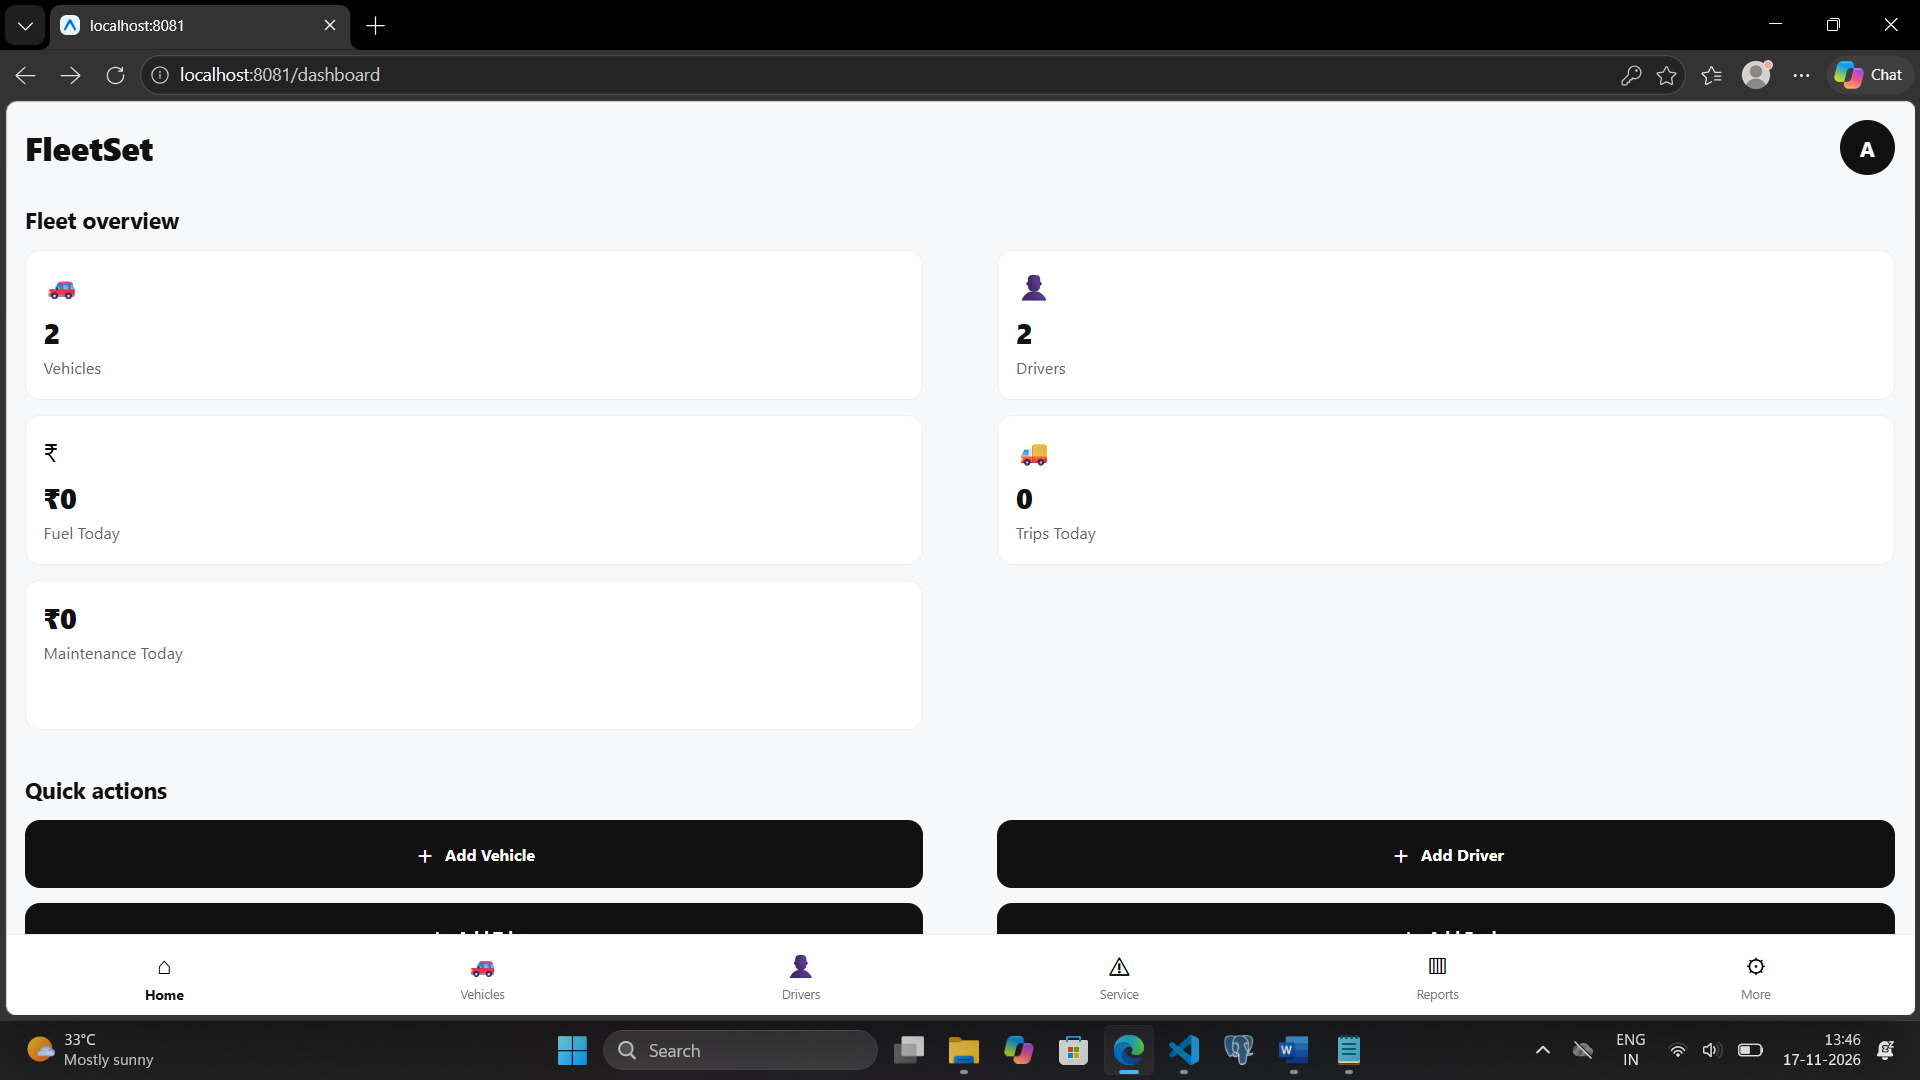 localhost:8081
localhost:8081/dashboard
Chat
FleetSet
A
Fleet overview
2
Vehicles
2
Drivers
₹
₹0
Fuel Today
0
Trips Today
₹0
Maintenance Today
Quick actions
+ Add Vehicle
+ Add Driver
Home
Vehicles
Drivers
Service
Reports
More
33°C
Mostly sunny
Search
ENG
IN
13:46
17-11-2026